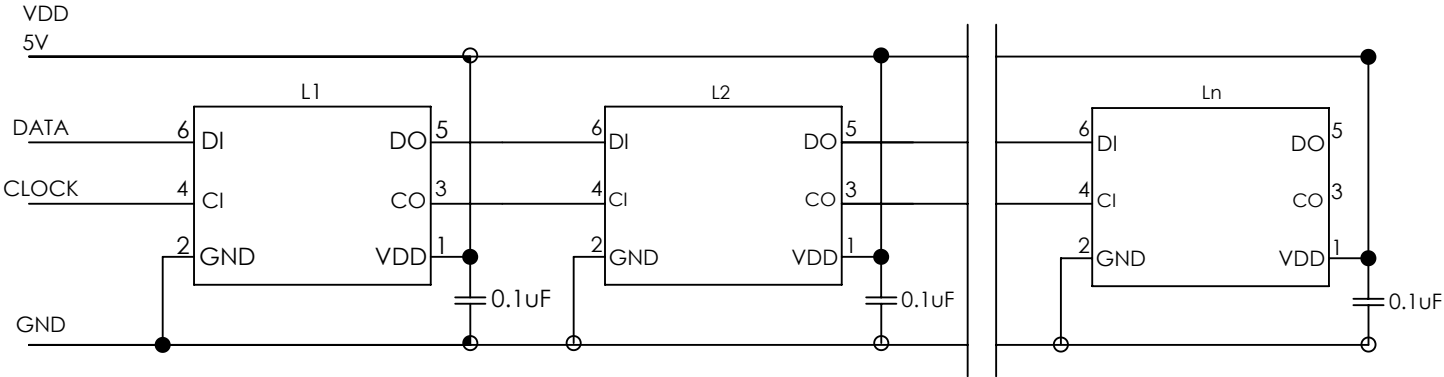 VDD
5V
L1
L2
Ln
DATA
6
DI
DO
5
6
DI
DO
5
6
DI
DO
5
CLOCK
4
CI
CO
3
4
CI
CO
3
4
CI
CO
3
2
GND
VDD
1
2
GND
VDD
1
2
GND
VDD
1
0.1uF
0.1uF
0.1uF
GND